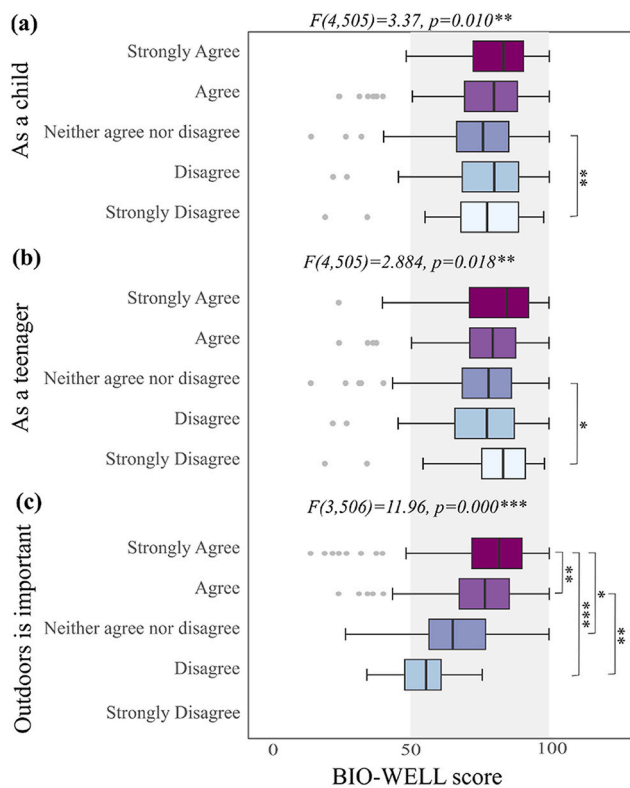 (a)
F(4,505)=3.37, p=0.010**
As a child
Strongly Agree
Agree
Neither agree nor disagree
Disagree
Strongly Disagree
**
(b)
F(4,505)=2.884, p=0.018**
As a teenager
Strongly Agree
Agree
Neither agree nor disagree
Disagree
Strongly Disagree
*
(c)
F(3,506)=11.96, p=0.000***
Outdoors is important
Strongly Agree
Agree
Neither agree nor disagree
Disagree
Strongly Disagree
**
***
*
**
0 50 100
BIO-WELL score